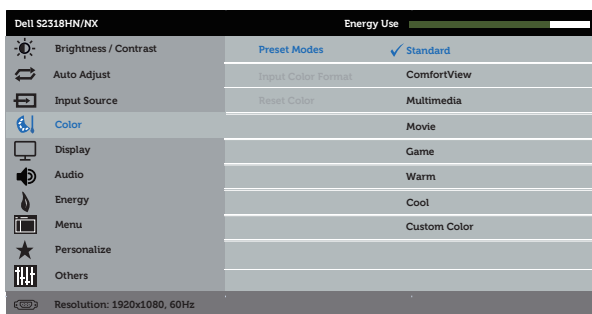 Dell S2318HN/NX Energy Use
Brightness / Contrast Preset Modes Standard
Auto Adjust Input Color Format ComfortView
Input Source Reset Color Multimedia
Color Movie
Display Game
Audio Warm
Energy Cool
Menu Custom Color
Personalize
Others
Resolution: 1920x1080, 60Hz